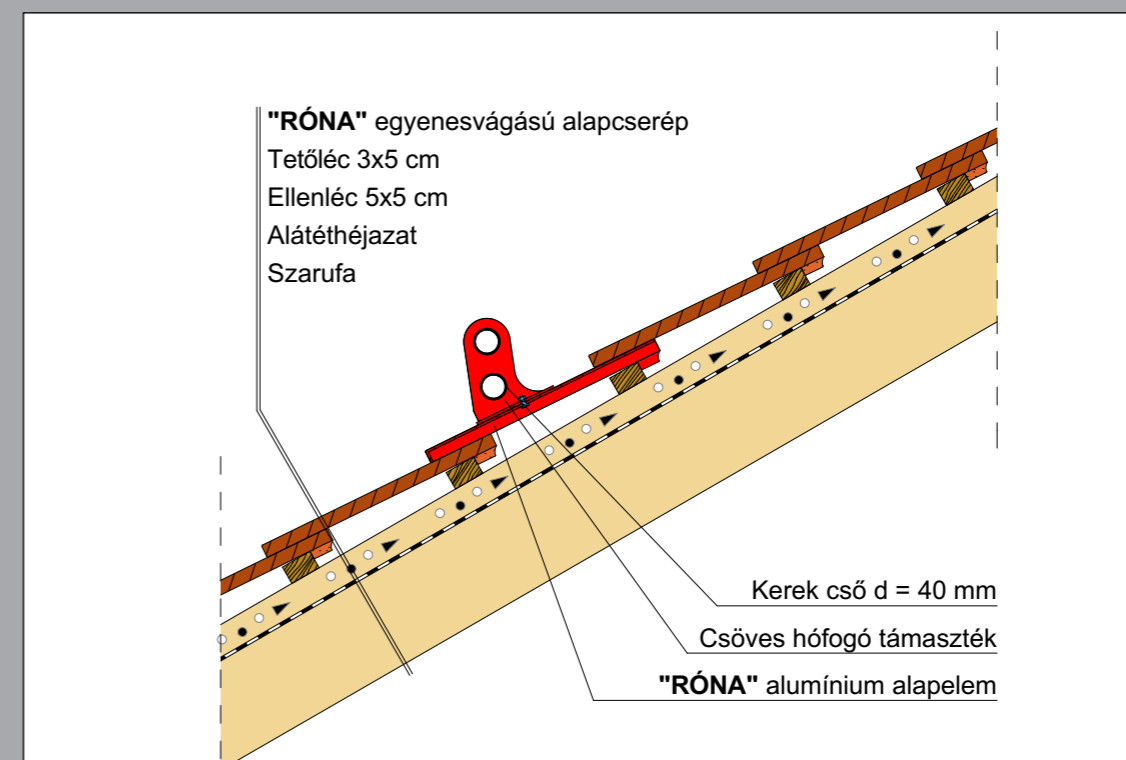 "RÓNA" egyenesvágású alapcserép
Tetőléc 3x5 cm
Ellenléc 5x5 cm
Alátéthéjazat
Szarufa
Kerek cső d = 40 mm
Csöves hófogó támaszték
"RÓNA" alumínium alapelem